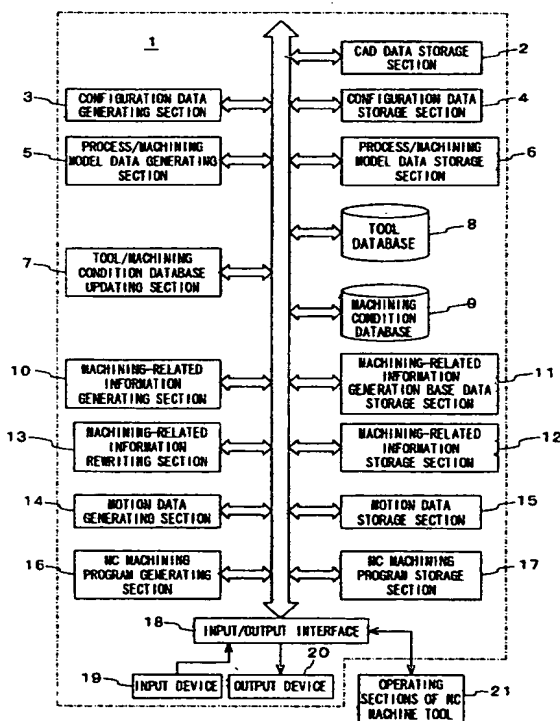 1
CAD DATA STORAGE
SECTION
2
3
CONFIGURATION DATA
GENERATING SECTION
CONFIGURATION DATA
STORAGE SECTION
4
5
PROCESS/MACHINING
MODEL DATA GENERATING
SECTION
PROCESS/MACHINING
MODEL DATA STORAGE
SECTION
6
TOOL
DATABASE
8
7
TOOL/MACHINING
CONDITION DATABASE
UPDATING SECTION
MACHINING
CONDITION
DATABASE
9
10
MACHINING-RELATED
INFORMATION
GENERATING SECTION
MACHINING-RELATED
INFORMATION
GENERATION BASE DATA
STORAGE SECTION
11
13
MACHINING-RELATED
INFORMATION
REWRITING SECTION
MACHINING-RELATED
INFORMATION
STORAGE SECTION
12
14
MOTION DATA
GENERATING SECTION
MOTION DATA
STORAGE SECTION
15
16
NC MACHINING
PROGRAM GENERATING
SECTION
NC MACHINING
PROGRAM STORAGE
SECTION
17
18
INPUT/OUTPUT INTERFACE
19
INPUT DEVICE
20
OUTPUT DEVICE
OPERATING
SECTIONS OF NC
MACHINE TOOL
21